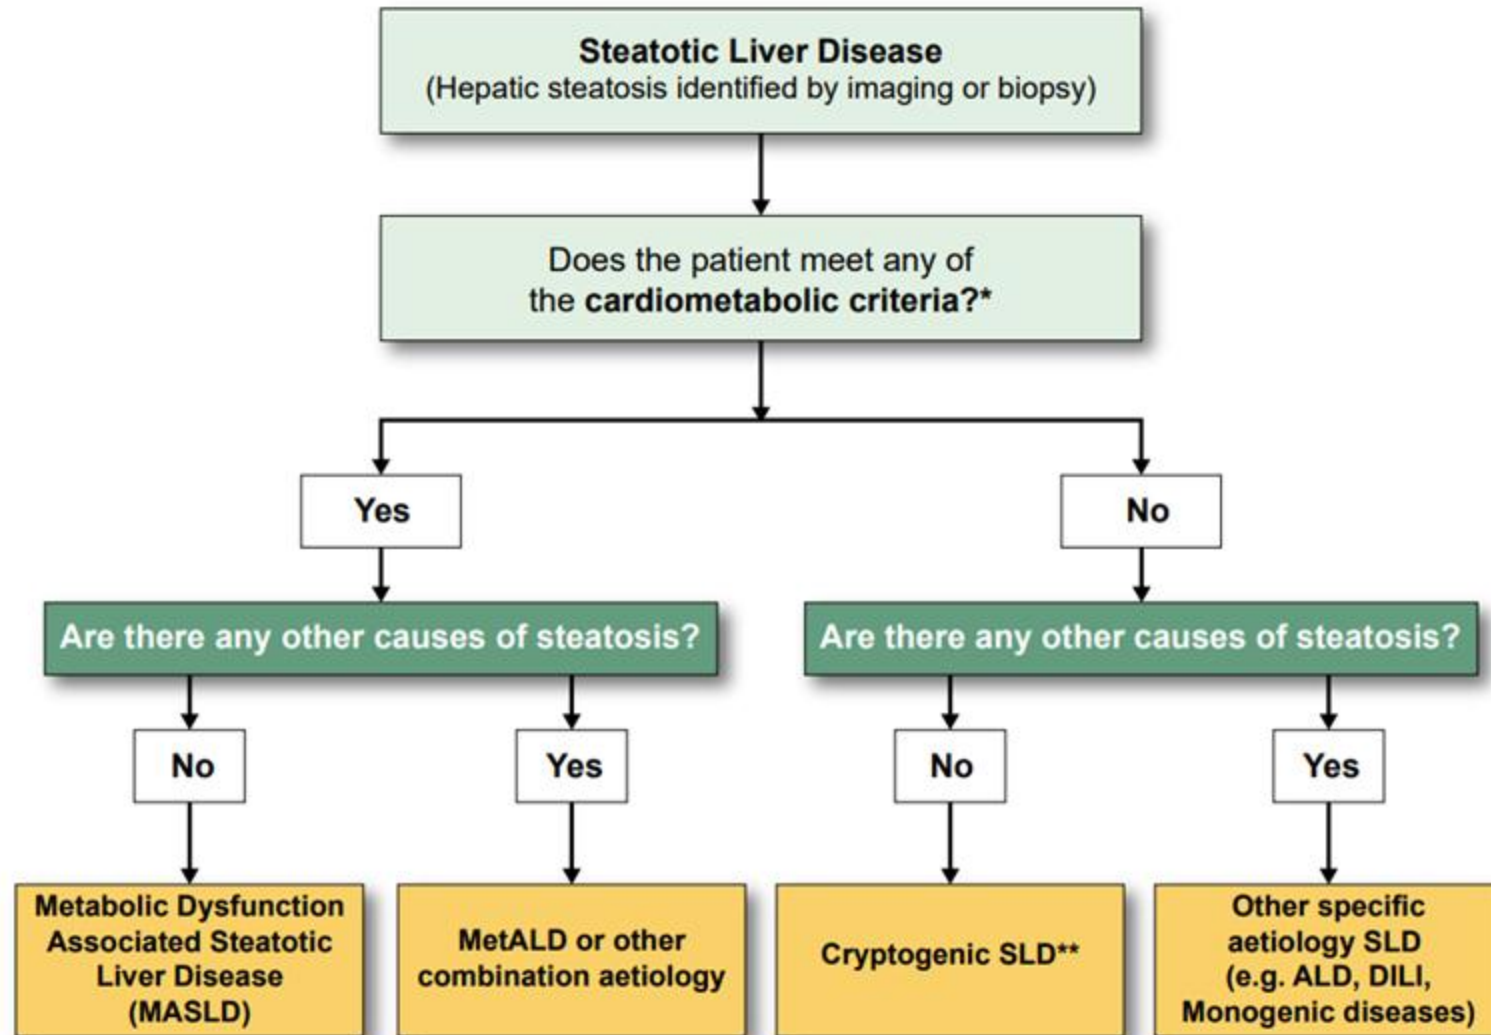 Steatotic Liver Disease
(Hepatic steatosis identified by imaging or biopsy)
Does the patient meet any of
the cardiometabolic criteria?*
Yes
No
Are there any other causes of steatosis?
Are there any other causes of steatosis?
No
Yes
No
Yes
Metabolic Dysfunction
Associated Steatotic
Liver Disease
(MASLD)
MetALD or other
combination aetiology
Cryptogenic SLD**
Other specific
aetiology SLD
(e.g. ALD, DILI,
Monogenic diseases)